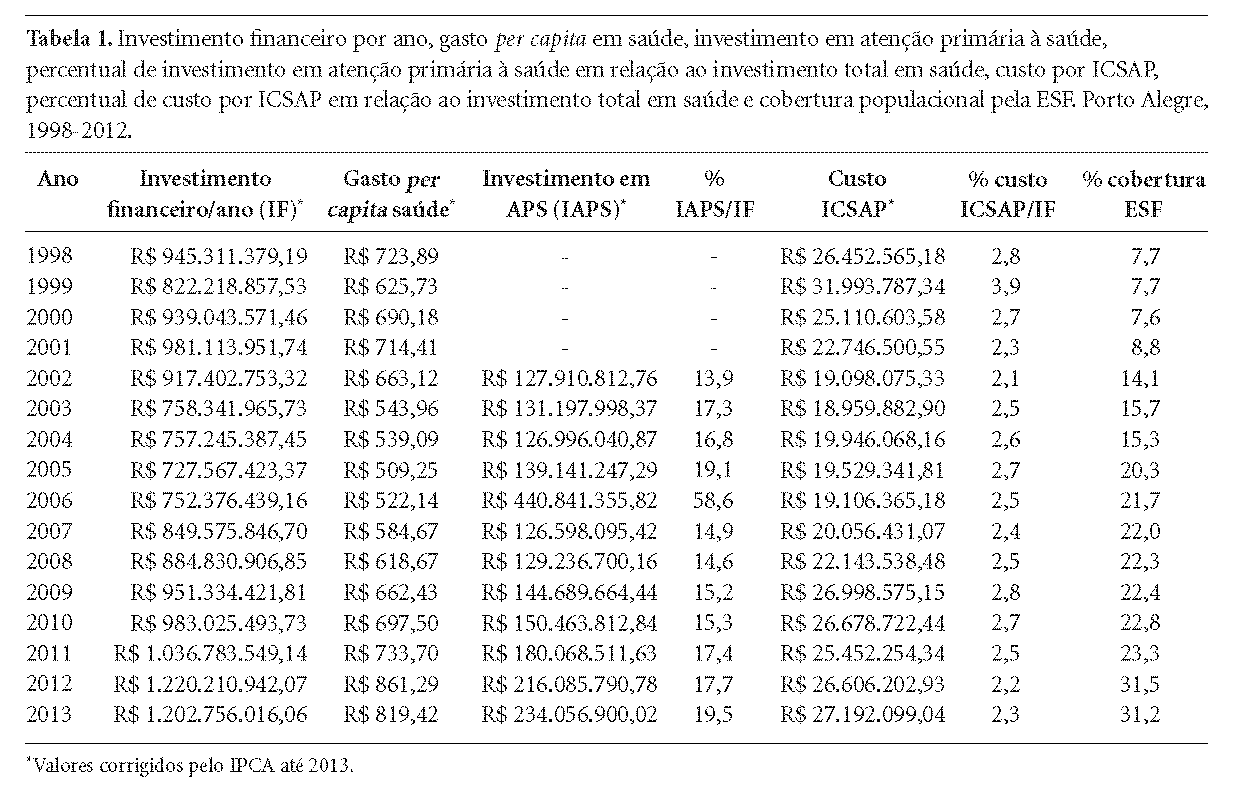 Tabela 1. Investimento financeiro por ano, gasto per capita em saúde, investimento em atenção primária à saúde,
percentual de investimento em atenção primária à saúde em relação ao investimento total em saúde, custo por ICSAP,
percentual de custo por ICSAP em relação ao investimento total em saúde e cobertura populacional pela ESF. Porto Alegre,
1998-2012.
Ano Investimento Gasto per Investimento em % Custo % custo % cobertura
financeiro/ano (IF)* capita saúde* APS (IAPS)* IAPS/IF ICSAP* ICSAP/IF ESF
1998 R$ 945.311.379,19 R$ 723,89 - - R$ 26.452.565,18 2,8 7,7
1999 R$ 822.218.857,53 R$ 625,73 - - R$ 31.993.787,34 3,9 7,7
2000 R$ 939.043.571,46 R$ 690,18 - - R$ 25.110.603,58 2,7 7,6
2001 R$ 981.113.951,74 R$ 714,41 - - R$ 22.746.500,55 2,3 8,8
2002 R$ 917.402.753,32 R$ 663,12 R$ 127.910.812,76 13,9 R$ 19.098.075,33 2,1 14,1
2003 R$ 758.341.965,73 R$ 543,96 R$ 131.197.998,37 17,3 R$ 18.959.882,90 2,5 15,7
2004 R$ 757.245.387,45 R$ 539,09 R$ 126.996.040,87 16,8 R$ 19.946.068,16 2,6 15,3
2005 R$ 727.567.423,37 R$ 509,25 R$ 139.141.247,29 19,1 R$ 19.529.341,81 2,7 20,3
2006 R$ 752.376.439,16 R$ 522,14 R$ 440.841.355,82 58,6 R$ 19.106.365,18 2,5 21,7
2007 R$ 849.575.846,70 R$ 584,67 R$ 126.598.095,42 14,9 R$ 20.056.431,07 2,4 22,0
2008 R$ 884.830.906,85 R$ 618,67 R$ 129.236.700,16 14,6 R$ 22.143.538,48 2,5 22,3
2009 R$ 951.334.421,81 R$ 662,43 R$ 144.689.664,44 15,2 R$ 26.998.575,15 2,8 22,4
2010 R$ 983.025.493,73 R$ 697,50 R$ 150.463.812,84 15,3 R$ 26.678.722,44 2,7 22,8
2011 R$ 1.036.783.549,14 R$ 733,70 R$ 180.068.511,63 17,4 R$ 25.452.254,34 2,5 23,3
2012 R$ 1.220.210.942,07 R$ 861,29 R$ 216.085.790,78 17,7 R$ 26.606.202,93 2,2 31,5
2013 R$ 1.202.756.016,06 R$ 819,42 R$ 234.056.900,02 19,5 R$ 27.192.099,04 2,3 31,2
*Valores corrigidos pelo IPCA até 2013.